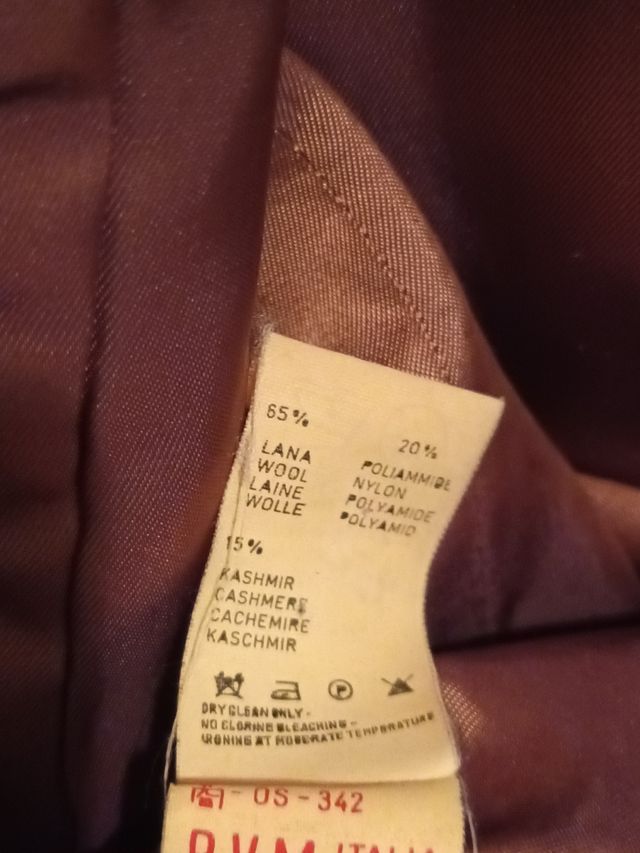 65%
LANA
WOOL
LAINE
WOLLE
20%
POLIAMMIDE
NYLON
POLYAMIDE
POLYAMID
15%
KASHMIR
CASHMERE
CACHEMIRE
KASCHMIR
P
DRY CLEAN ONLY -
NO CLORINE BLEACHING -
IRONING AT MODERATE TEMPERATURE
- OS - 342
ITALIA